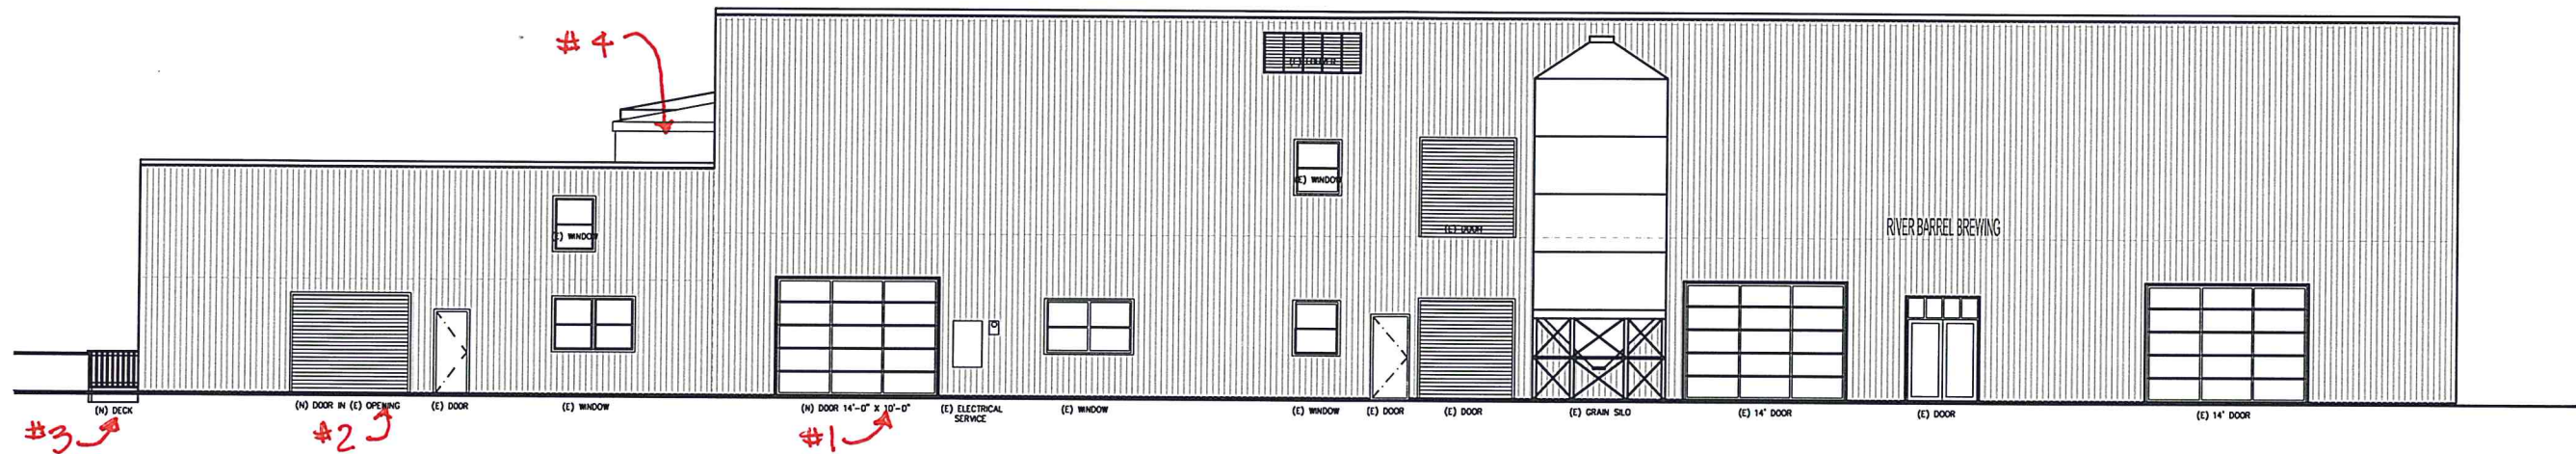 #4
(E) LOUVER
(E) WINDOW
(E) WINDOW
(E) DOOR
RIVER BARREL BREWING
(N) DECK
(N) DOOR IN (E) OPENING
(E) DOOR
(E) WINDOW
(N) DOOR 14'-0" X 10'-0"
(E) ELECTRICAL
SERVICE
(E) WINDOW
(E) WINDOW
(E) DOOR
(E) DOOR
(E) GRAIN SILO
(E) 14' DOOR
(E) DOOR
(E) 14' DOOR
#3
#2
#1